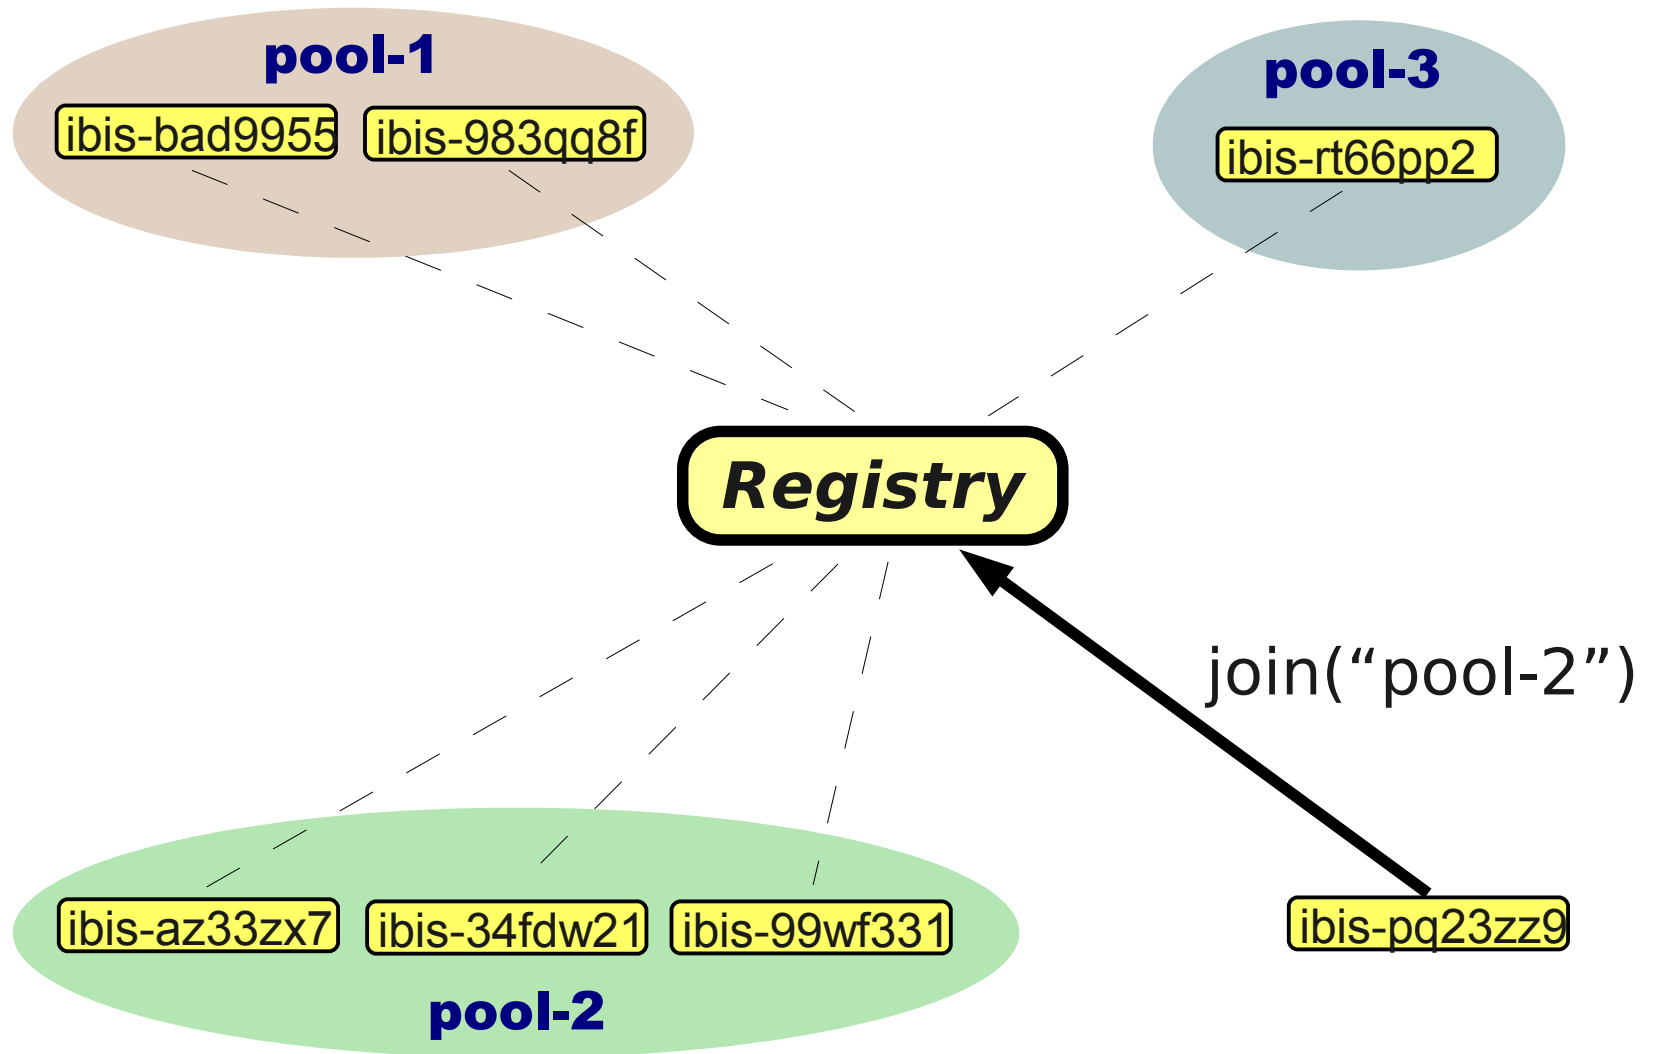 pool-1
ibis-bad9955
ibis-983qq8f
pool-3
ibis-rt66pp2
Registry
join(“pool-2”)
ibis-az33zx7
ibis-34fdw21
ibis-99wf331
ibis-pq23zz9
pool-2